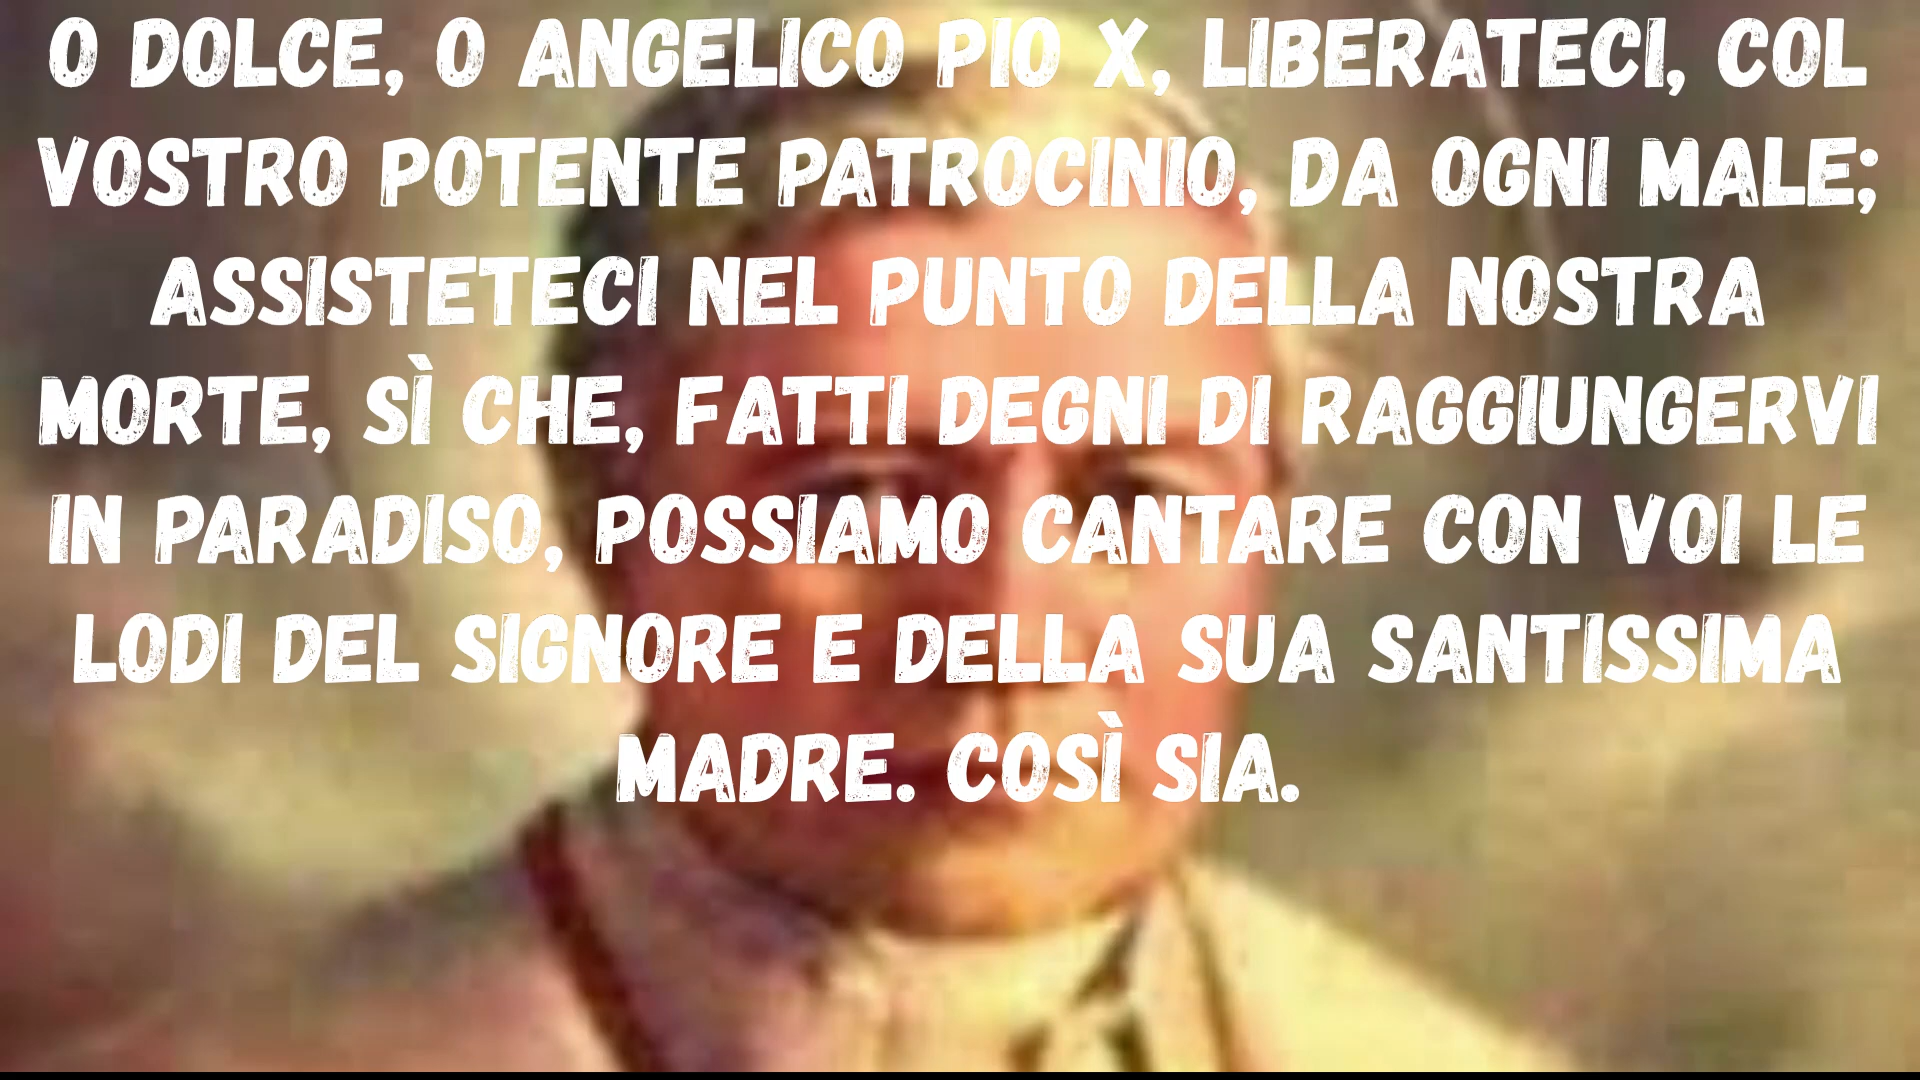 O DOLCE, O ANGELICO PIO X, LIBERATECI, COL
VOSTRO POTENTE PATROCINIO, DA OGNI MALE;
ASSISTETECI NEL PUNTO DELLA NOSTRA
MORTE, SÌ CHE, FATTI DEGNI DI RAGGIUNGERVI
IN PARADISO, POSSIAMO CANTARE CON VOI LE
LODI DEL SIGNORE E DELLA SUA SANTISSIMA
MADRE. COSÌ SIA.